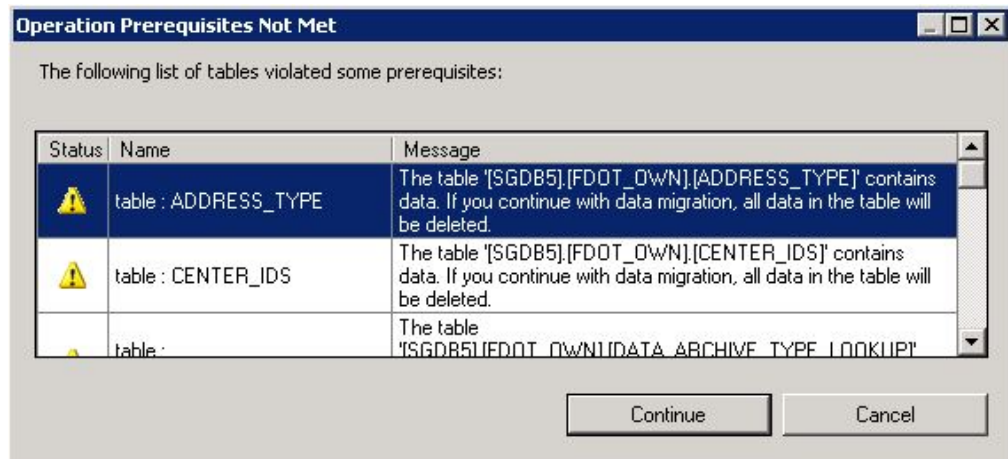 Operation Prerequisites Not Met
The following list of tables violated some prerequisites:
Status Name Message
table : ADDRESS_TYPE
The table '[SGDB5].[FDOT_OWN].[ADDRESS_TYPE]' contains
data. If you continue with data migration, all data in the table will
be deleted.
table : CENTER_IDS
The table '[SGDB5].[FDOT_OWN].[CENTER_IDS]' contains
data. If you continue with data migration, all data in the table will
be deleted.
table :
The table
'[SGDB5].[FDOT_OWN].[DATA_ARCHIVE_TYPE_LOOKUP]'
Continue Cancel